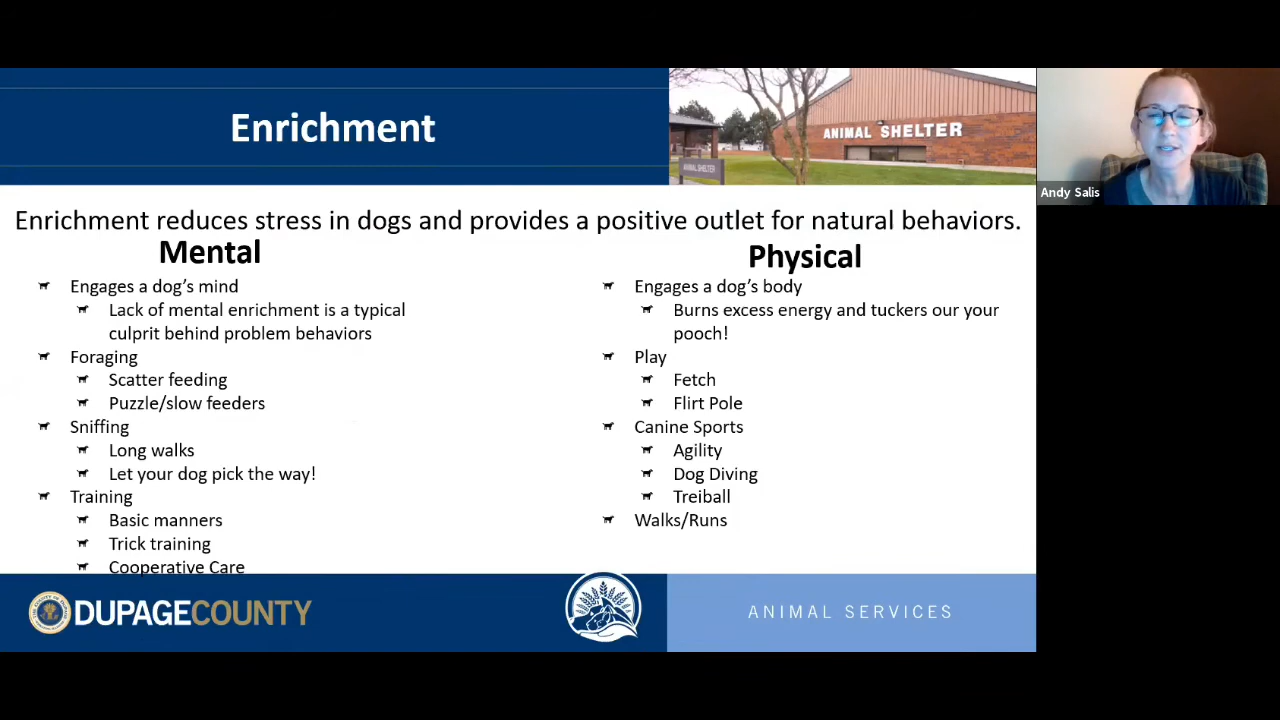 Enrichment
ANIMAL SHELTER
ANIMAL SHELTER
Andy Salis
Enrichment reduces stress in dogs and provides a positive outlet for natural behaviors.
Mental
Engages a dog's mind
Lack of mental enrichment is a typical
culprit behind problem behaviors
Foraging
Scatter feeding
Puzzle/slow feeders
Sniffing
Long walks
Let your dog pick the way!
Training
Basic manners
Trick training
Cooperative Care
Physical
Engages a dog's body
Burns excess energy and tuckers our your
pooch!
Play
Fetch
Flirt Pole
Canine Sports
Agility
Dog Diving
Treiball
Walks/Runs
DUPAGECOUNTY
ANIMAL SERVICES